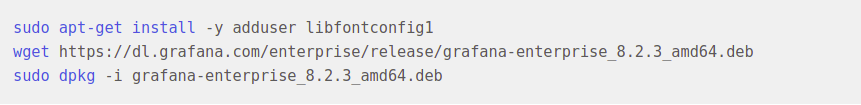 sudo apt-get install -y adduser libfontconfig1
wget https://dl.grafana.com/enterprise/release/grafana-enterprise_8.2.3_amd64.deb
sudo dpkg -i grafana-enterprise_8.2.3_amd64.deb